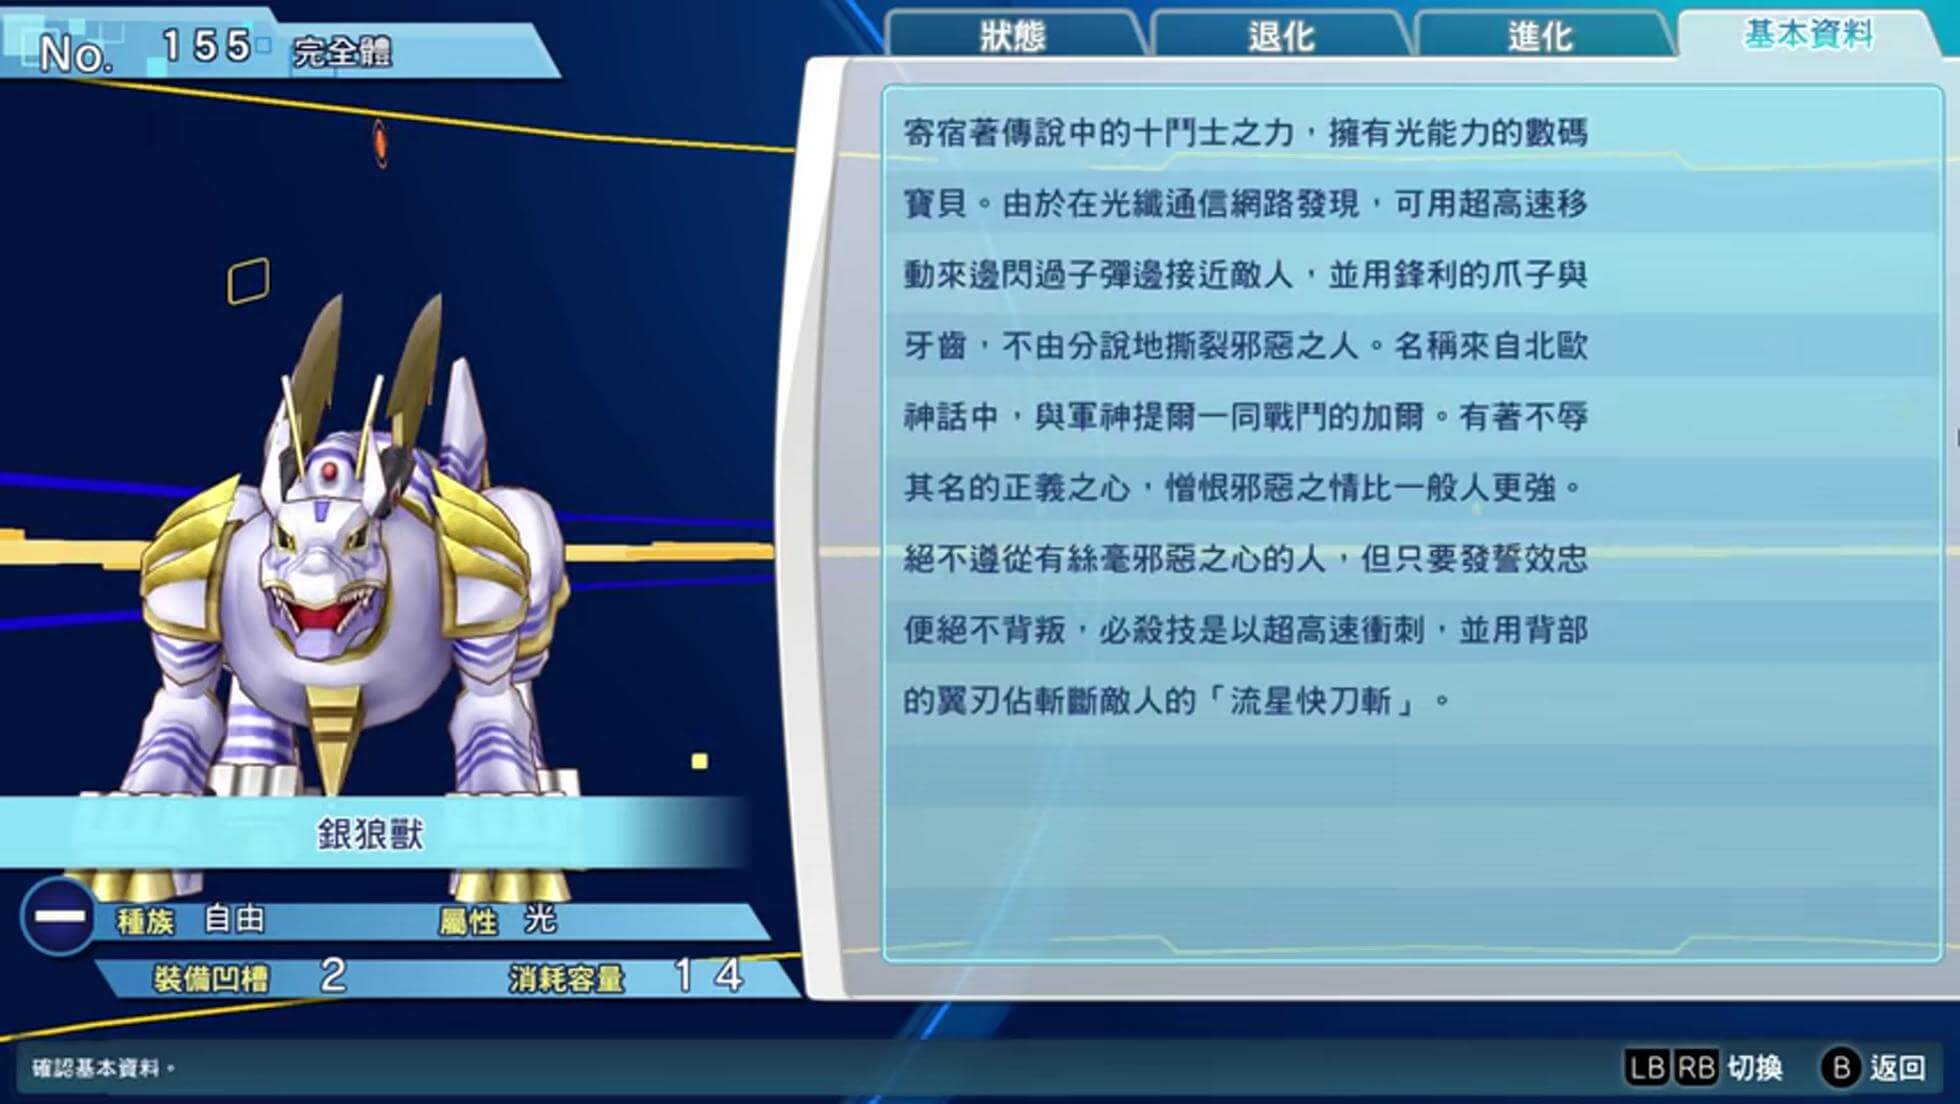 No. 155 完全體
狀態 退化 進化 基本資料
寄宿著傳說中的十鬥士之力，擁有光能力的數碼
寶貝。由於在光纖通信網路發現，可用超高速移
動來邊閃過子彈邊接近敵人，並用鋒利的爪子與
牙齒，不由分說地撕裂邪惡之人。名稱來自北歐
神話中，與軍神提爾一同戰鬥的加爾。有著不辱
其名的正義之心，憎恨邪惡之情比一般人更強。
絕不遵從有絲毫邪惡之心的人，但只要發誓效忠
便絕不背叛，必殺技是以超高速衝刺，並用背部
的翼刃佔斬斷敵人的「流星快刀斬」。
銀狼獸
種族 自由 屬性 光
裝備凹槽 2 消耗容量 14
確認基本資料。
LB RB 切換 B 返回